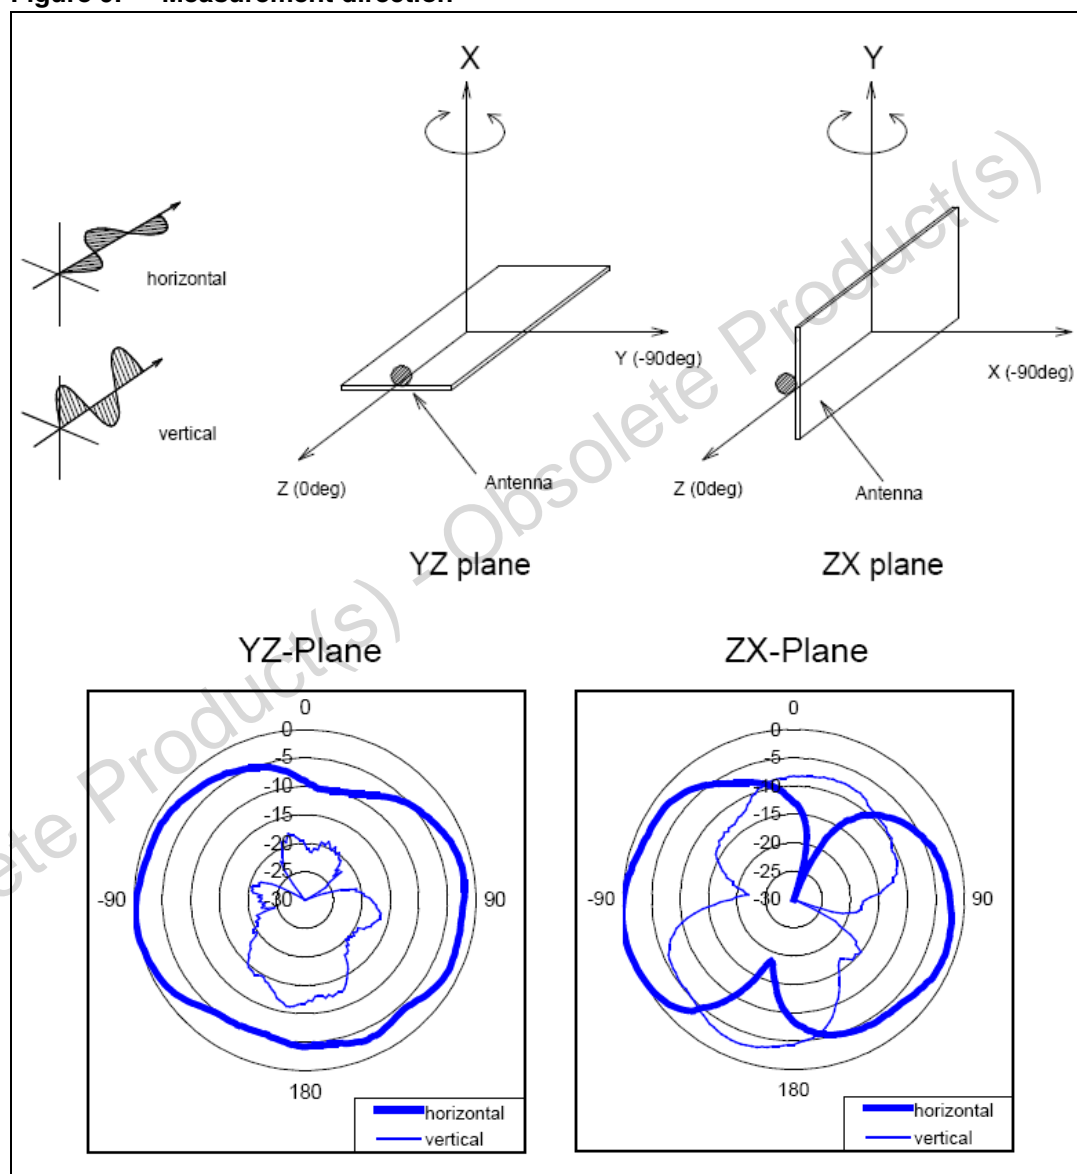 Figure 9. Measurement direction
X
Y
horizontal
Y (-90deg)
X (-90deg)
vertical
Z (0deg)
Antenna
Z (0deg)
Antenna
YZ plane
ZX plane
YZ-Plane
ZX-Plane
0
0
-5
-10
-15
-20
-25
-30
-90
90
180
horizontal
vertical
0
0
-5
-10
-15
-20
-25
-30
-90
90
180
horizontal
vertical
Obsolete Product(s) - Obsolete Product(s)